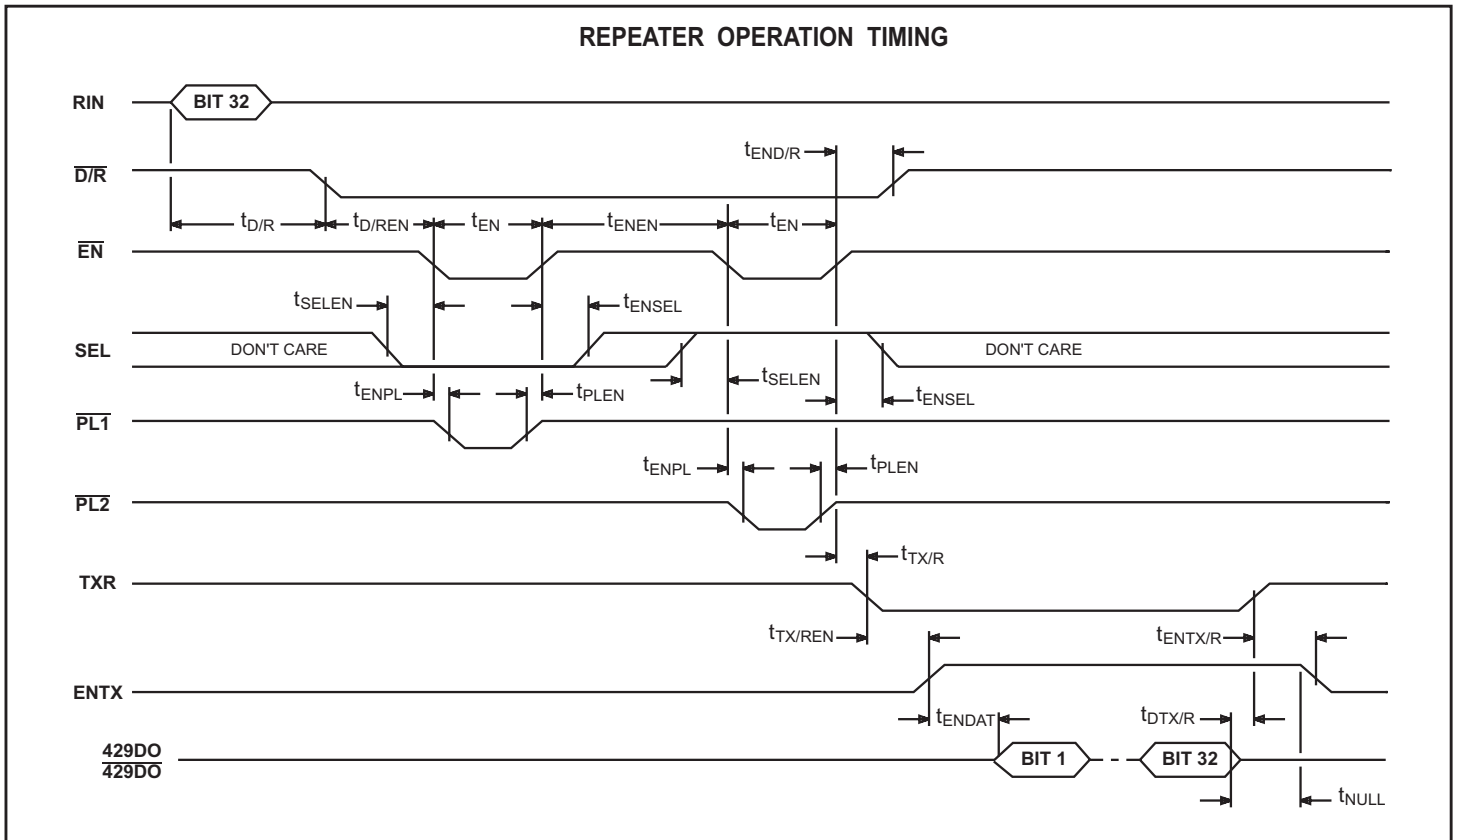 REPEATER OPERATION TIMING
RIN BIT 32
tEND/R
D/R
tD/R tD/REN tEN tENEN tEN
EN
tSELEN tENSEL
SEL DON'T CARE DON'T CARE
tENPL tPLEN tSELEN tENSEL
PL1
tENPL tPLEN
PL2
tTX/R
TXR
tTX/REN tENTX/R
ENTX
tENDAT tDTX/R
429DO
429DO
BIT 1 BIT 32
tNULL